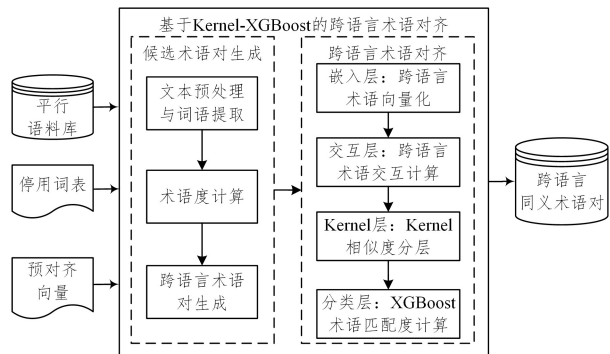 基于Kernel-XGBoost的跨语言术语对齐
候选术语对生成
跨语言术语对齐
平行
语料库
停用词表
预对齐
向量
文本预处理
与词语提取
术语度计算
跨语言术语
对生成
嵌入层：跨语言
术语向量化
交互层：跨语言
术语交互计算
Kernel层：Kernel
相似度分层
分类层：XGBoost
术语匹配度计算
跨语言
同义术语对